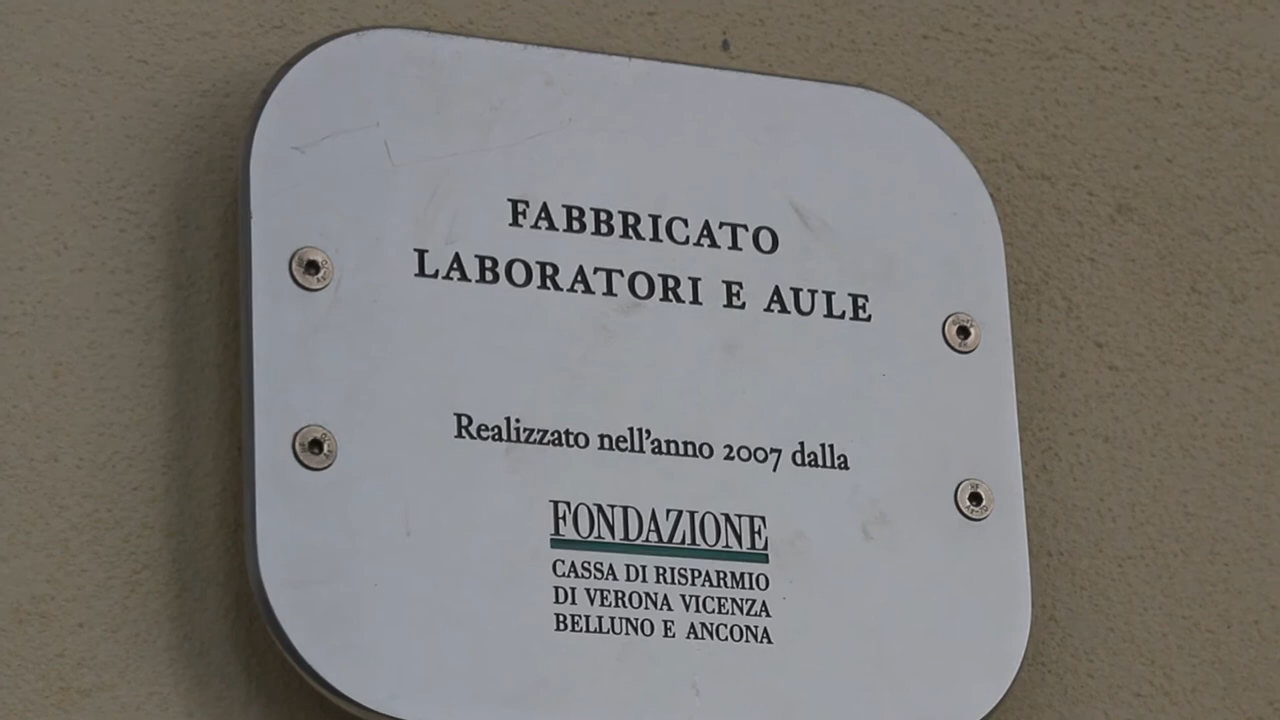 FABBRICATO
LABORATORI E AULE
Realizzato nell'anno 2007 dalla
FONDAZIONE
CASSA DI RISPARMIO
DI VERONA VICENZA
BELLUNO E ANCONA